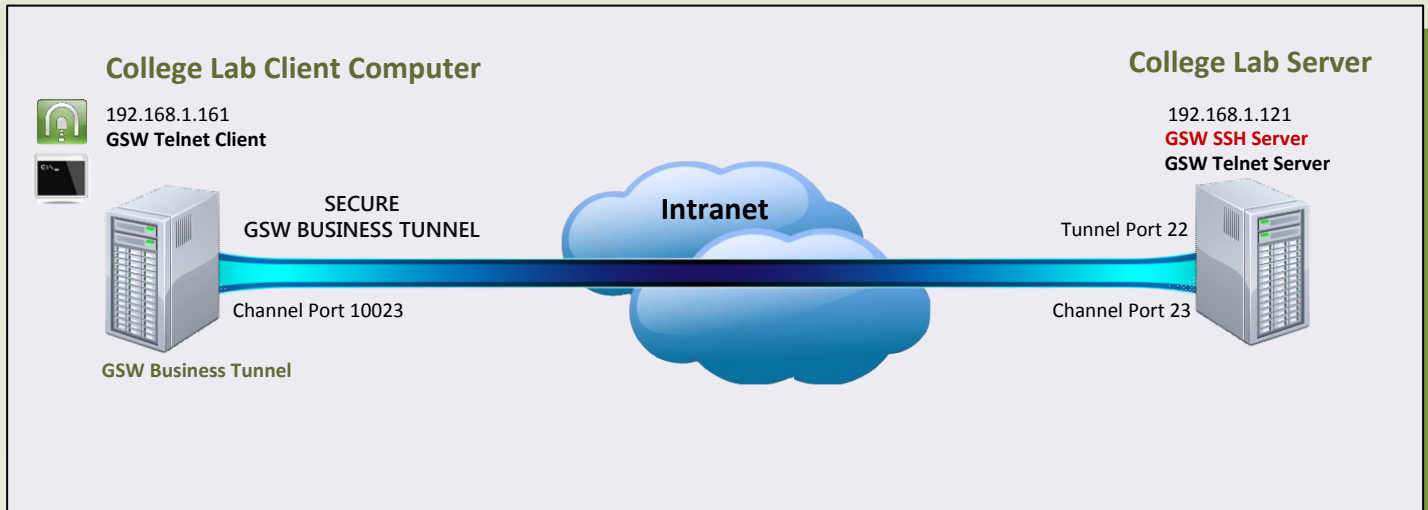 College Lab Client Computer
192.168.1.161
GSW Telnet Client
College Lab Server
192.168.1.121
GSW SSH Server
GSW Telnet Server
SECURE
GSW BUSINESS TUNNEL
Intranet
Tunnel Port 22
Channel Port 10023
Channel Port 23
GSW Business Tunnel